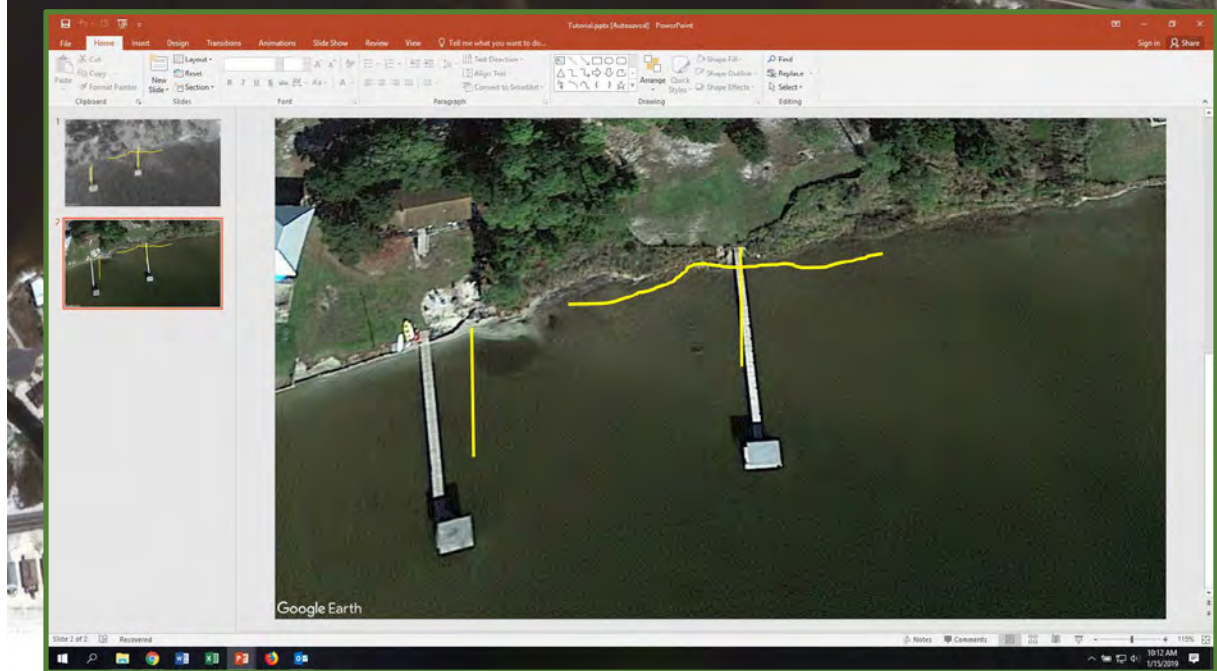 Tutorial.pptx [Autosaved] - PowerPoint
File Home Insert Design Transitions Animations Slide Show Review View Tell me what you want to do... Sign in Share
Cut
Copy
Format Painter
Paste
Clipboard
New Slide
Layout
Reset
Section
Slides
Font
Text Direction
Align Text
Convert to SmartArt
Paragraph
Arrange
Quick Styles
Shape Fill
Shape Outline
Shape Effects
Drawing
Find
Replace
Select
Editing
1
2
Google Earth
Slide 2 of 2 Recovered Notes Comments 115%
10:12 AM
1/15/2019